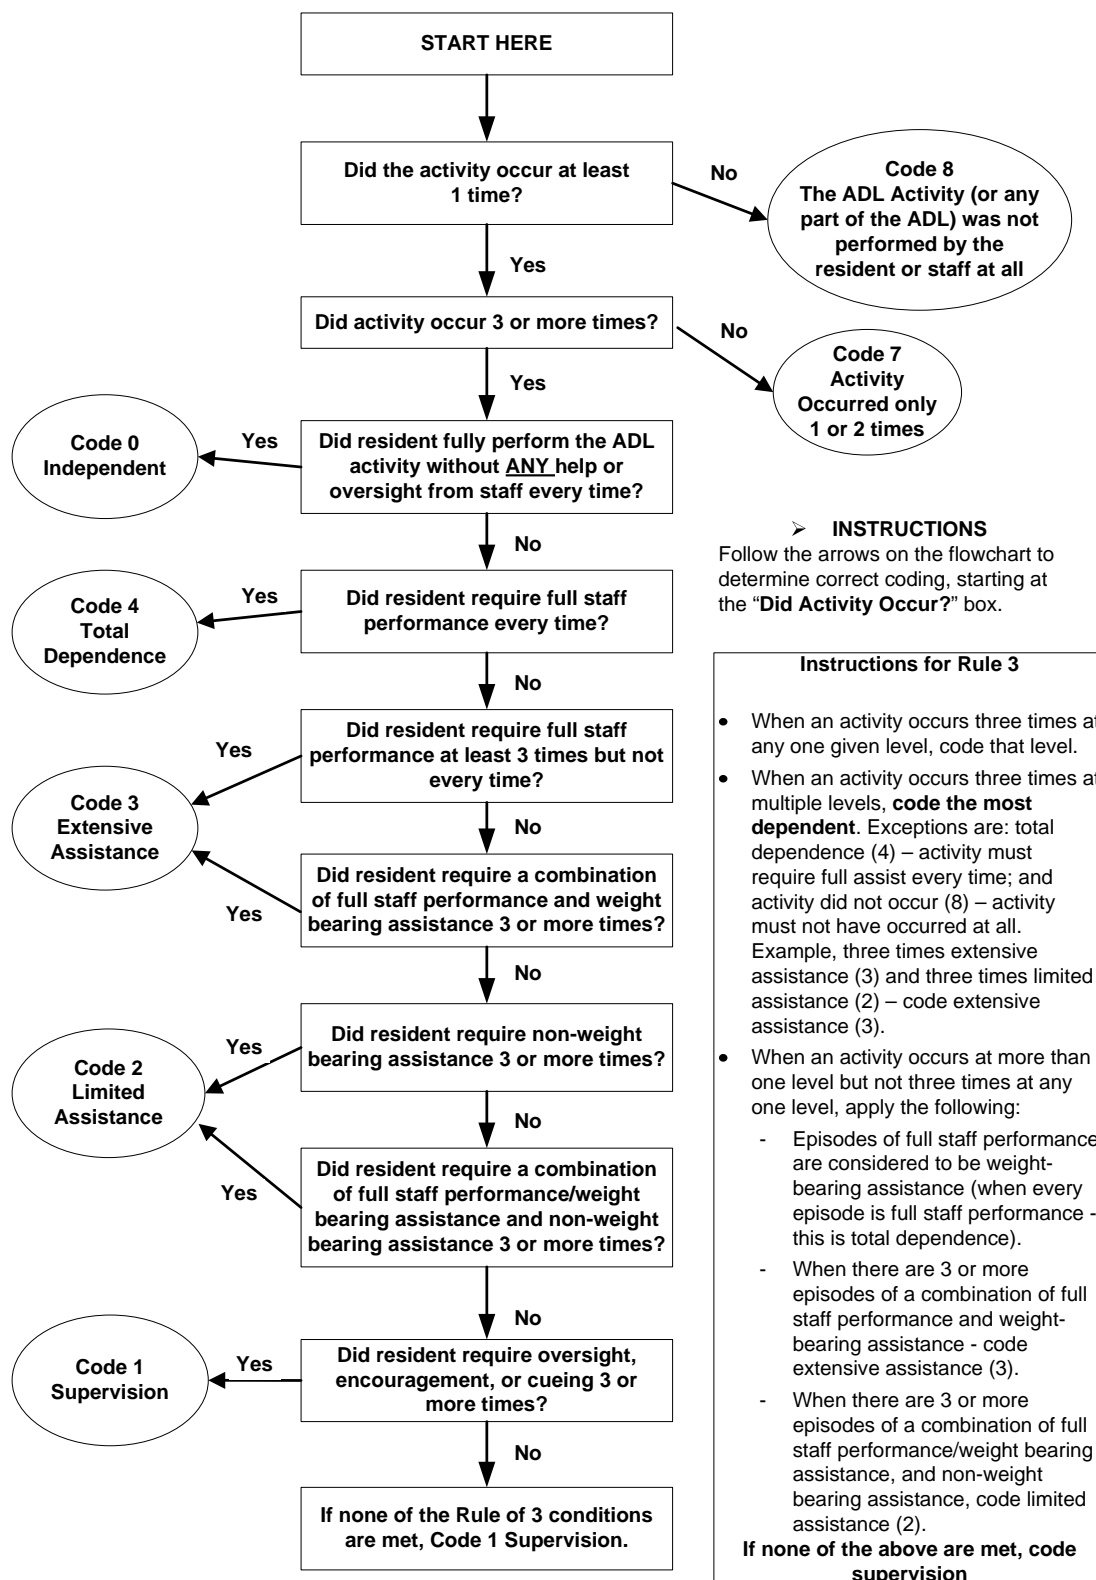 START HERE
Did the activity occur at least
1 time?
No
Code 8
The ADL Activity (or any
part of the ADL) was not
performed by the
resident or staff at all
Yes
Did activity occur 3 or more times?
No
Code 7
Activity
Occurred only
1 or 2 times
Yes
Did resident fully perform the ADL
activity without ANY help or
oversight from staff every time?
Yes
Code 0
Independent
No
Did resident require full staff
performance every time?
Yes
Code 4
Total
Dependence
No
Did resident require full staff
performance at least 3 times but not
every time?
Yes
Code 3
Extensive
Assistance
No
Did resident require a combination
of full staff performance and weight
bearing assistance 3 or more times?
Yes
No
Did resident require non-weight
bearing assistance 3 or more times?
Yes
Code 2
Limited
Assistance
No
Did resident require a combination
of full staff performance/weight
bearing assistance and non-weight
bearing assistance 3 or more times?
Yes
No
Did resident require oversight,
encouragement, or cueing 3 or
more times?
Yes
Code 1
Supervision
No
If none of the Rule of 3 conditions
are met, Code 1 Supervision.
➢ INSTRUCTIONS
Follow the arrows on the flowchart to
determine correct coding, starting at
the “Did Activity Occur?” box.
Instructions for Rule 3
• When an activity occurs three times at
any one given level, code that level.
• When an activity occurs three times at
multiple levels, code the most
dependent. Exceptions are: total
dependence (4) – activity must
require full assist every time; and
activity did not occur (8) – activity
must not have occurred at all.
Example, three times extensive
assistance (3) and three times limited
assistance (2) – code extensive
assistance (3).
• When an activity occurs at more than
one level but not three times at any
one level, apply the following:
- Episodes of full staff performance
are considered to be weight-
bearing assistance (when every
episode is full staff performance -
this is total dependence).
- When there are 3 or more
episodes of a combination of full
staff performance and weight-
bearing assistance - code
extensive assistance (3).
- When there are 3 or more
episodes of a combination of full
staff performance/weight bearing
assistance, and non-weight
bearing assistance, code limited
assistance (2).
If none of the above are met, code
supervision